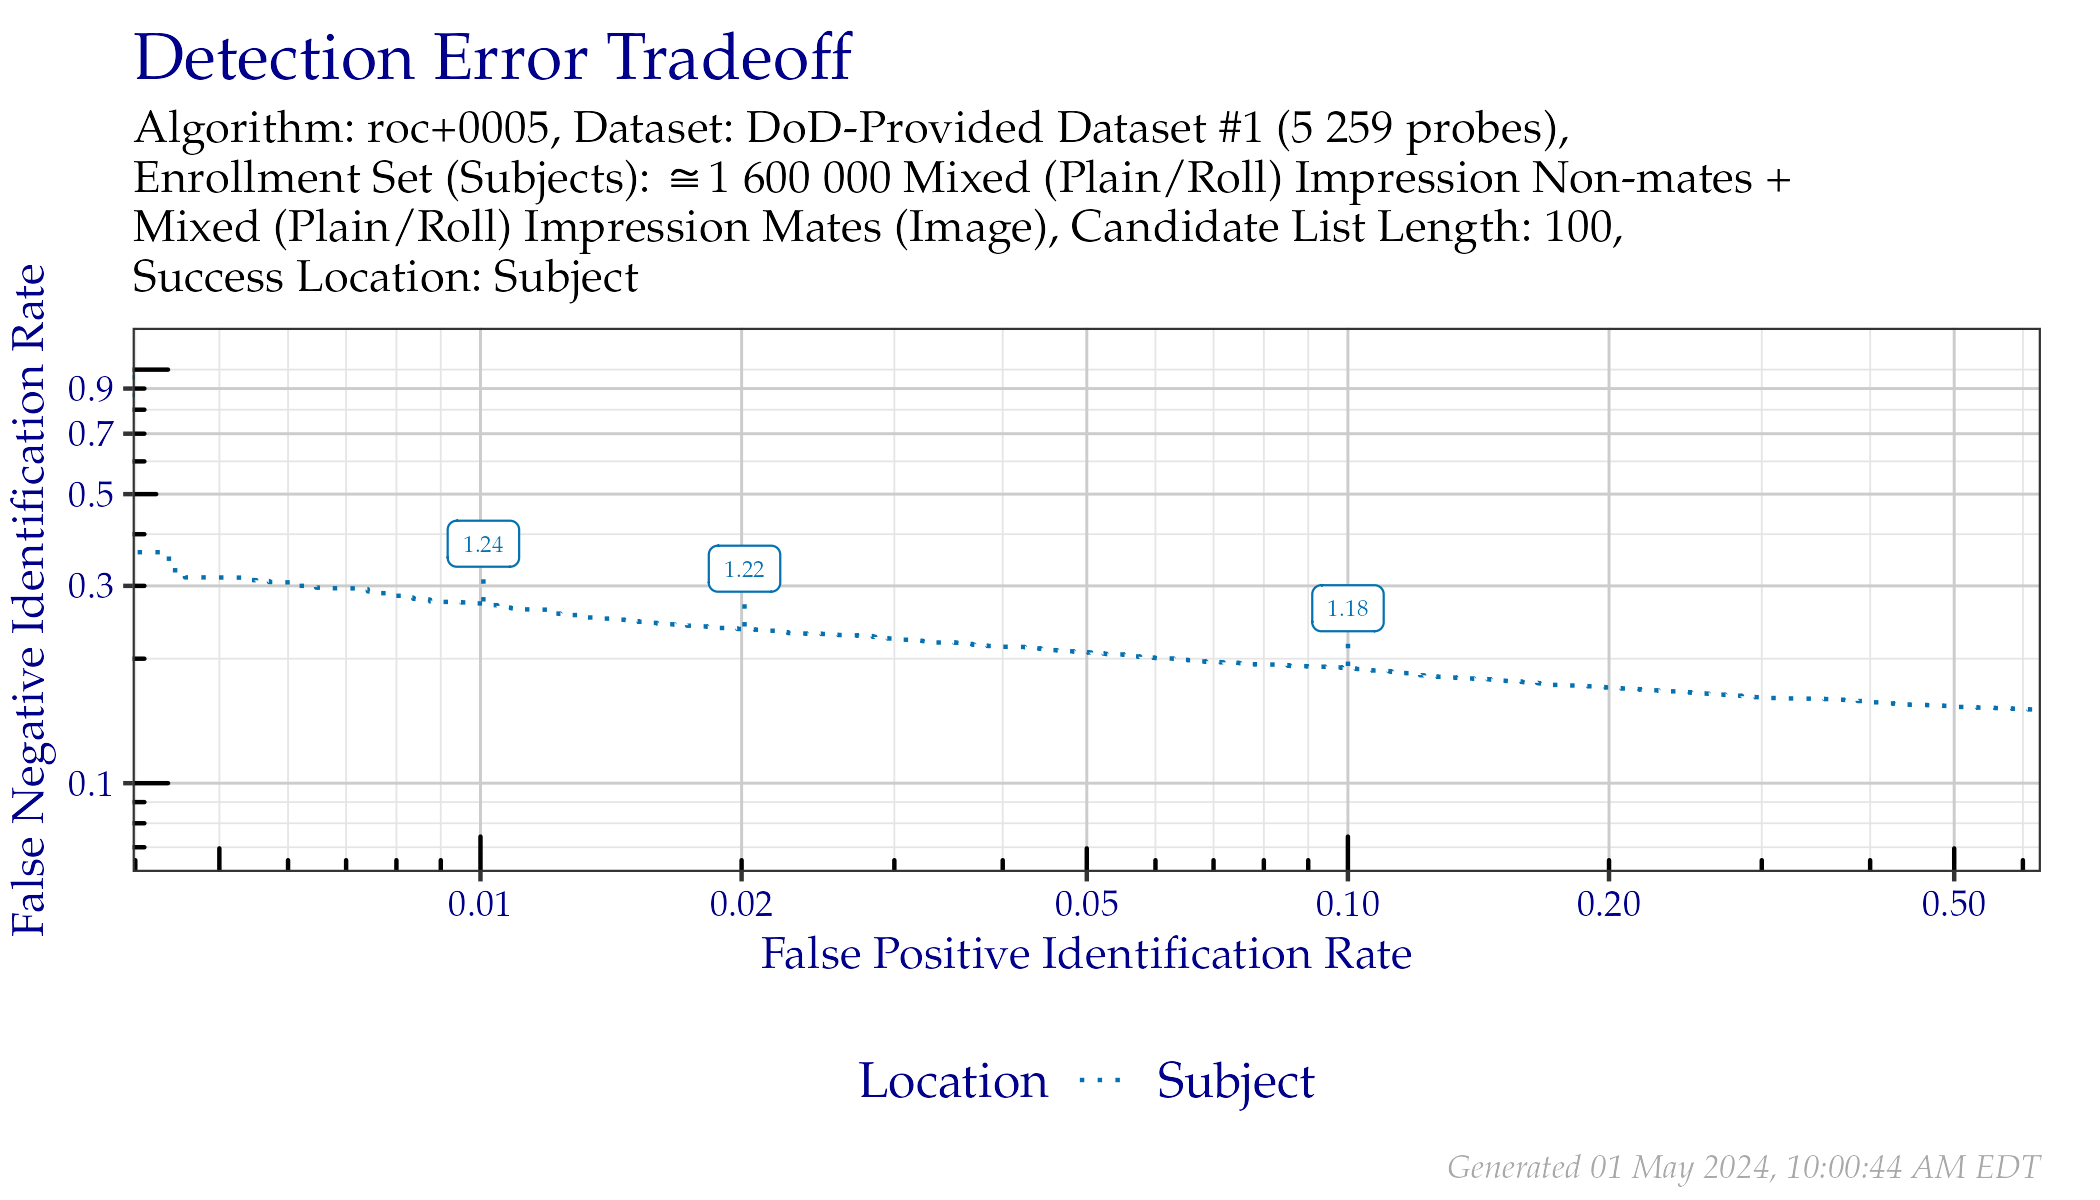 Detection Error Tradeoff
Algorithm: roc+0005, Dataset: DoD-Provided Dataset #1 (5 259 probes),
Enrollment Set (Subjects): ≅1 600 000 Mixed (Plain/Roll) Impression Non-mates +
Mixed (Plain/Roll) Impression Mates (Image), Candidate List Length: 100,
Success Location: Subject
False Negative Identification Rate
0.9
0.7
0.5
0.3
0.1
1.24
1.22
1.18
0.01 0.02 0.05 0.10 0.20 0.50
False Positive Identification Rate
Location Subject
Generated 01 May 2024, 10:00:44 AM EDT